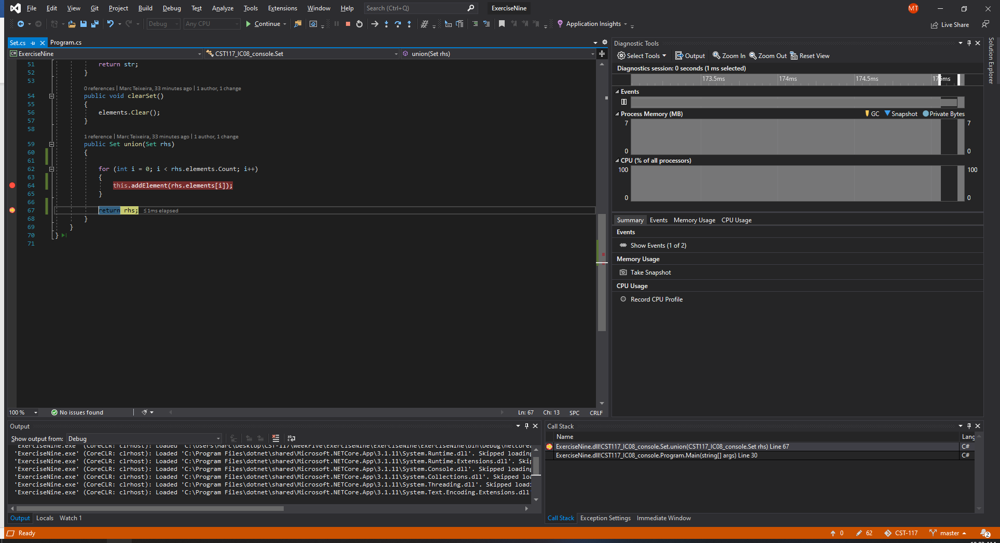 File Edit View Git Project Build Debug Test Analyze Tools Extensions Window Help Search (Ctrl+Q) ExerciseNine MT
Debug Any CPU Continue Application Insights Live Share
Set.cs Program.cs
ExerciseNine CST117_IC08_console.Set union(Set rhs)
51 return str;
52 }
53
0 references | Marc Teixeira, 33 minutes ago | 1 author, 1 change
54 public void clearSet()
55 {
56 elements.Clear();
57 }
58
1 reference | Marc Teixeira, 33 minutes ago | 1 author, 1 change
59 public Set union(Set rhs)
60 {
61
62 for (int i = 0; i < rhs.elements.Count; i++)
63 {
64 this.addElement(rhs.elements[i]);
65 }
66
67 return rhs; ≤1ms elapsed
68 }
69 }
70 }
71
100 % No issues found Ln: 67 Ch: 13 SPC CRLF
Diagnostic Tools
Select Tools Output Zoom In Zoom Out Reset View
Diagnostics session: 0 seconds (1 ms selected)
173.5ms 174ms 174.5ms
Events
Process Memory (MB) GC Snapshot Private Bytes
7 7
0 0
CPU (% of all processors)
100 100
0 0
Summary Events Memory Usage CPU Usage
Events
Show Events (1 of 2)
Memory Usage
Take Snapshot
CPU Usage
Record CPU Profile
Solution Explorer
Output
Show output from: Debug
'ExerciseNine.exe' (CoreCLR: clrhost): Loaded 'C:\Users\Marc\Desktop\CST-117\WeekFive\ExerciseNine\ExerciseNine\ExerciseNine\bin\Debug\netcorea
'ExerciseNine.exe' (CoreCLR: clrhost): Loaded 'C:\Program Files\dotnet\shared\Microsoft.NETCore.App\3.1.11\System.Runtime.dll'. Skipped loading
'ExerciseNine.exe' (CoreCLR: clrhost): Loaded 'C:\Program Files\dotnet\shared\Microsoft.NETCore.App\3.1.11\System.Runtime.Extensions.dll'. Skip
'ExerciseNine.exe' (CoreCLR: clrhost): Loaded 'C:\Program Files\dotnet\shared\Microsoft.NETCore.App\3.1.11\System.Console.dll'. Skipped loading
'ExerciseNine.exe' (CoreCLR: clrhost): Loaded 'C:\Program Files\dotnet\shared\Microsoft.NETCore.App\3.1.11\System.Collections.dll'. Skipped loa
'ExerciseNine.exe' (CoreCLR: clrhost): Loaded 'C:\Program Files\dotnet\shared\Microsoft.NETCore.App\3.1.11\System.Threading.dll'. Skipped loadi
'ExerciseNine.exe' (CoreCLR: clrhost): Loaded 'C:\Program Files\dotnet\shared\Microsoft.NETCore.App\3.1.11\System.Text.Encoding.Extensions.dll
Output Locals Watch 1
Call Stack
Name Lang
ExerciseNine.dll!CST117_IC08_console.Set.union(CST117_IC08_console.Set rhs) Line 67 C#
ExerciseNine.dll!CST117_IC08_console.Program.Main(string[] args) Line 30 C#
Call Stack Exception Settings Immediate Window
Ready 0 62 CST-117 master 2